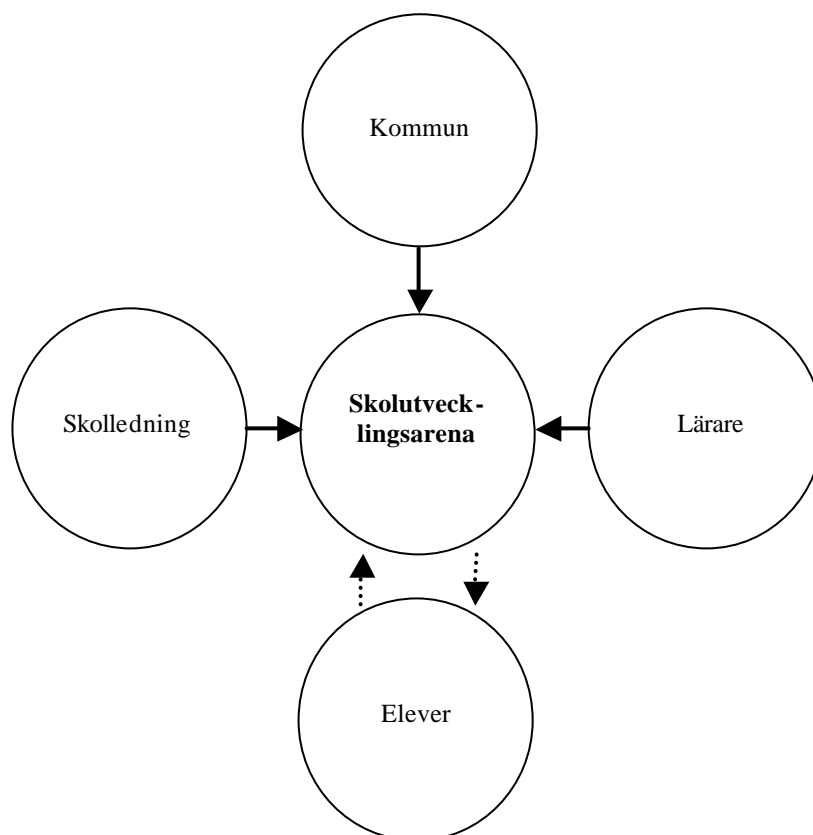 Kommun
Skolledning
Skolutveck-
lingsarena
Lärare
Elever